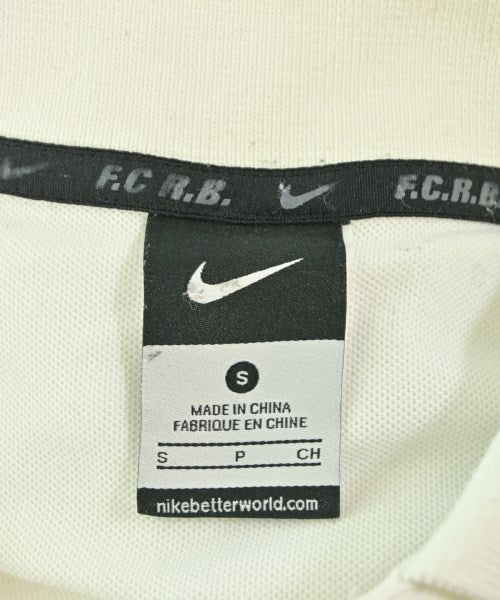 F.C R.B. F.C.R.B.
S
MADE IN CHINA
FABRIQUE EN CHINE
S P CH
nikebetterworld.com